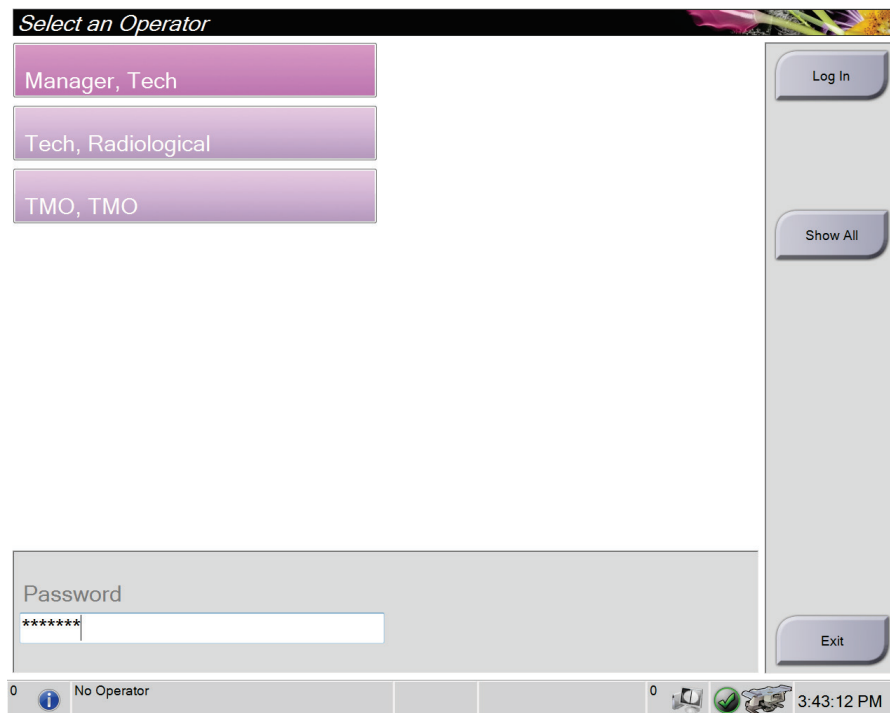 Select an Operator
Manager, Tech
Log In
Tech, Radiological
TMO, TMO
Show All
Password
*******
Exit
0
No Operator
0
3:43:12 PM